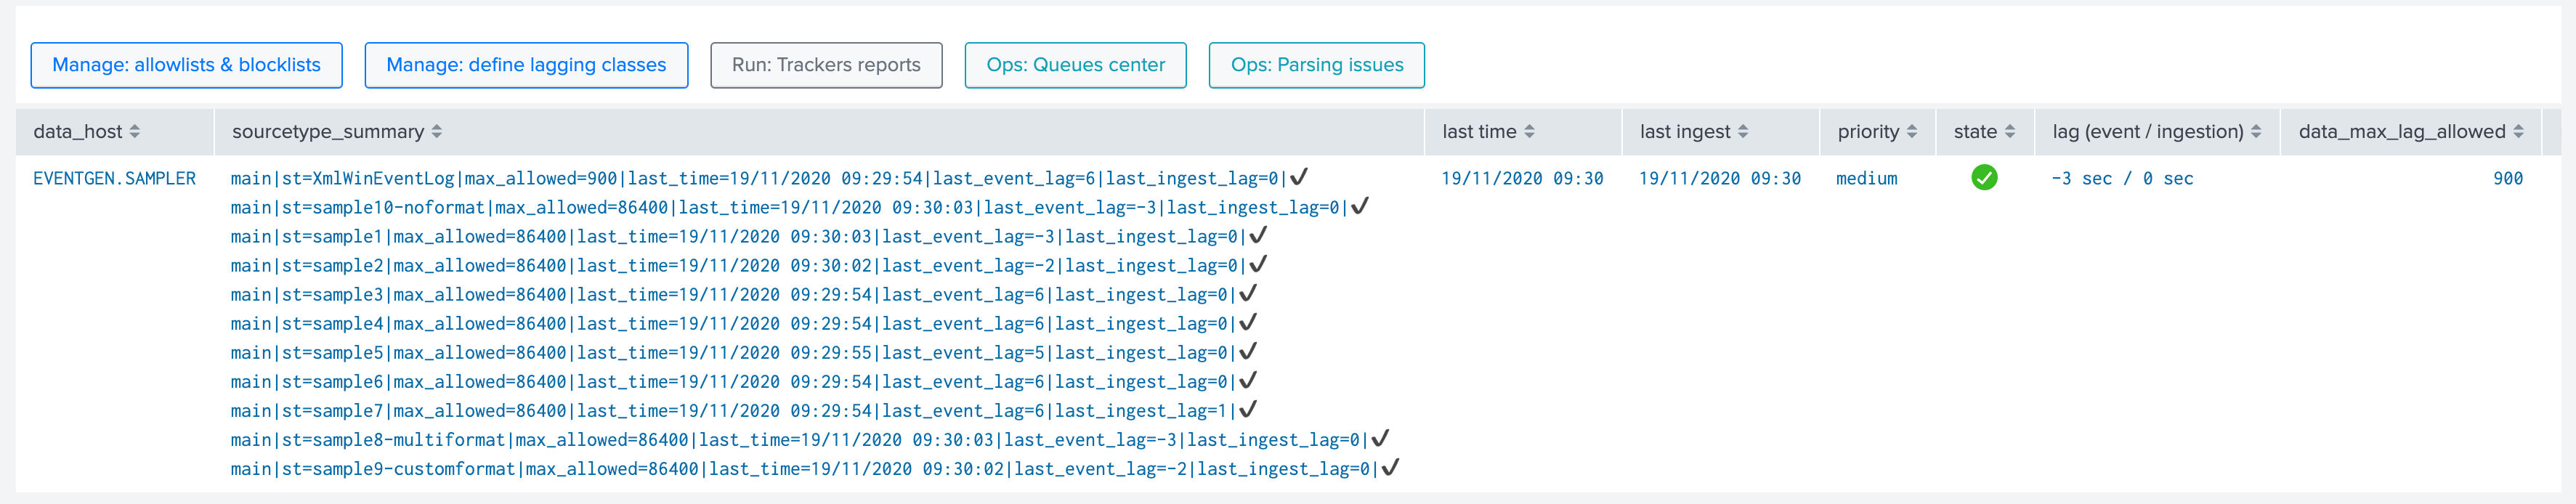 Manage: allowlists & blocklists Manage: define lagging classes Run: Trackers reports Ops: Queues center Ops: Parsing issues
data_host sourcetype_summary last time last ingest priority state lag (event / ingestion) data_max_lag_allowed
EVENTGEN.SAMPLER main|st=XmlWinEventLog|max_allowed=900|last_time=19/11/2020 09:29:54|last_event_lag=6|last_ingest_lag=0|✔ 19/11/2020 09:30 19/11/2020 09:30 medium -3 sec / 0 sec 900
main|st=sample10-noformat|max_allowed=86400|last_time=19/11/2020 09:30:03|last_event_lag=-3|last_ingest_lag=0|✔
main|st=sample1|max_allowed=86400|last_time=19/11/2020 09:30:03|last_event_lag=-3|last_ingest_lag=0|✔
main|st=sample2|max_allowed=86400|last_time=19/11/2020 09:30:02|last_event_lag=-2|last_ingest_lag=0|✔
main|st=sample3|max_allowed=86400|last_time=19/11/2020 09:29:54|last_event_lag=6|last_ingest_lag=0|✔
main|st=sample4|max_allowed=86400|last_time=19/11/2020 09:29:54|last_event_lag=6|last_ingest_lag=0|✔
main|st=sample5|max_allowed=86400|last_time=19/11/2020 09:29:55|last_event_lag=5|last_ingest_lag=0|✔
main|st=sample6|max_allowed=86400|last_time=19/11/2020 09:29:54|last_event_lag=6|last_ingest_lag=0|✔
main|st=sample7|max_allowed=86400|last_time=19/11/2020 09:29:54|last_event_lag=6|last_ingest_lag=1|✔
main|st=sample8-multiformat|max_allowed=86400|last_time=19/11/2020 09:30:03|last_event_lag=-3|last_ingest_lag=0|✔
main|st=sample9-customformat|max_allowed=86400|last_time=19/11/2020 09:30:02|last_event_lag=-2|last_ingest_lag=0|✔